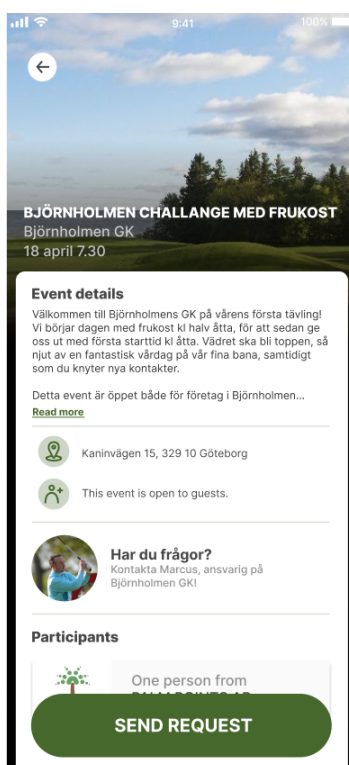 9:41
100%
BJÖRNHOLMEN CHALLANGE MED FRUKOST
Björnholmen GK
18 april 7.30
Event details
Välkommen till Björnholmens GK på vårens första tävling!
Vi börjar dagen med frukost kl halv åtta, för att sedan ge
oss ut med första starttid kl åtta. Vädret ska bli toppen, så
njut av en fantastisk vårdag på vår fina bana, samtidigt
som du knyter nya kontakter.
Detta event är öppet både för företag i Björnholmen...
Read more
Kaninvägen 15, 329 10 Göteborg
This event is open to guests.
Har du frågor?
Kontakta Marcus, ansvarig på
Björnholmen GK!
Participants
One person from
SEND REQUEST